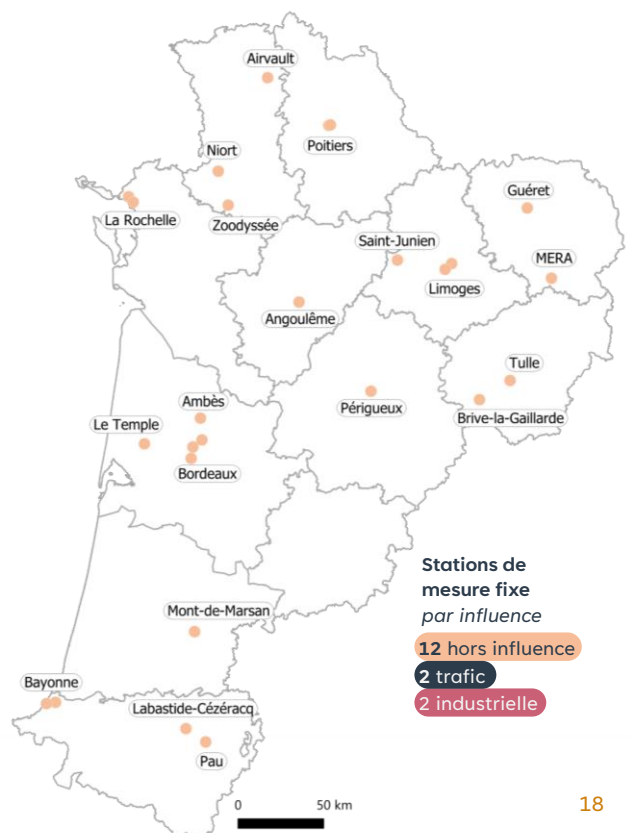 Airvault
Poitiers
Niort
La Rochelle
Zoodyssée
Guéret
Saint-Junien
MERA
Limoges
Angoulême
Tulle
Périgueux
Ambès
Brive-la-Gaillarde
Le Temple
Bordeaux
Stations de
mesure fixe
par influence
12 hors influence
2 trafic
2 industrielle
Mont-de-Marsan
Bayonne
Labastide-Cézéracq
Pau
0 50 km
18